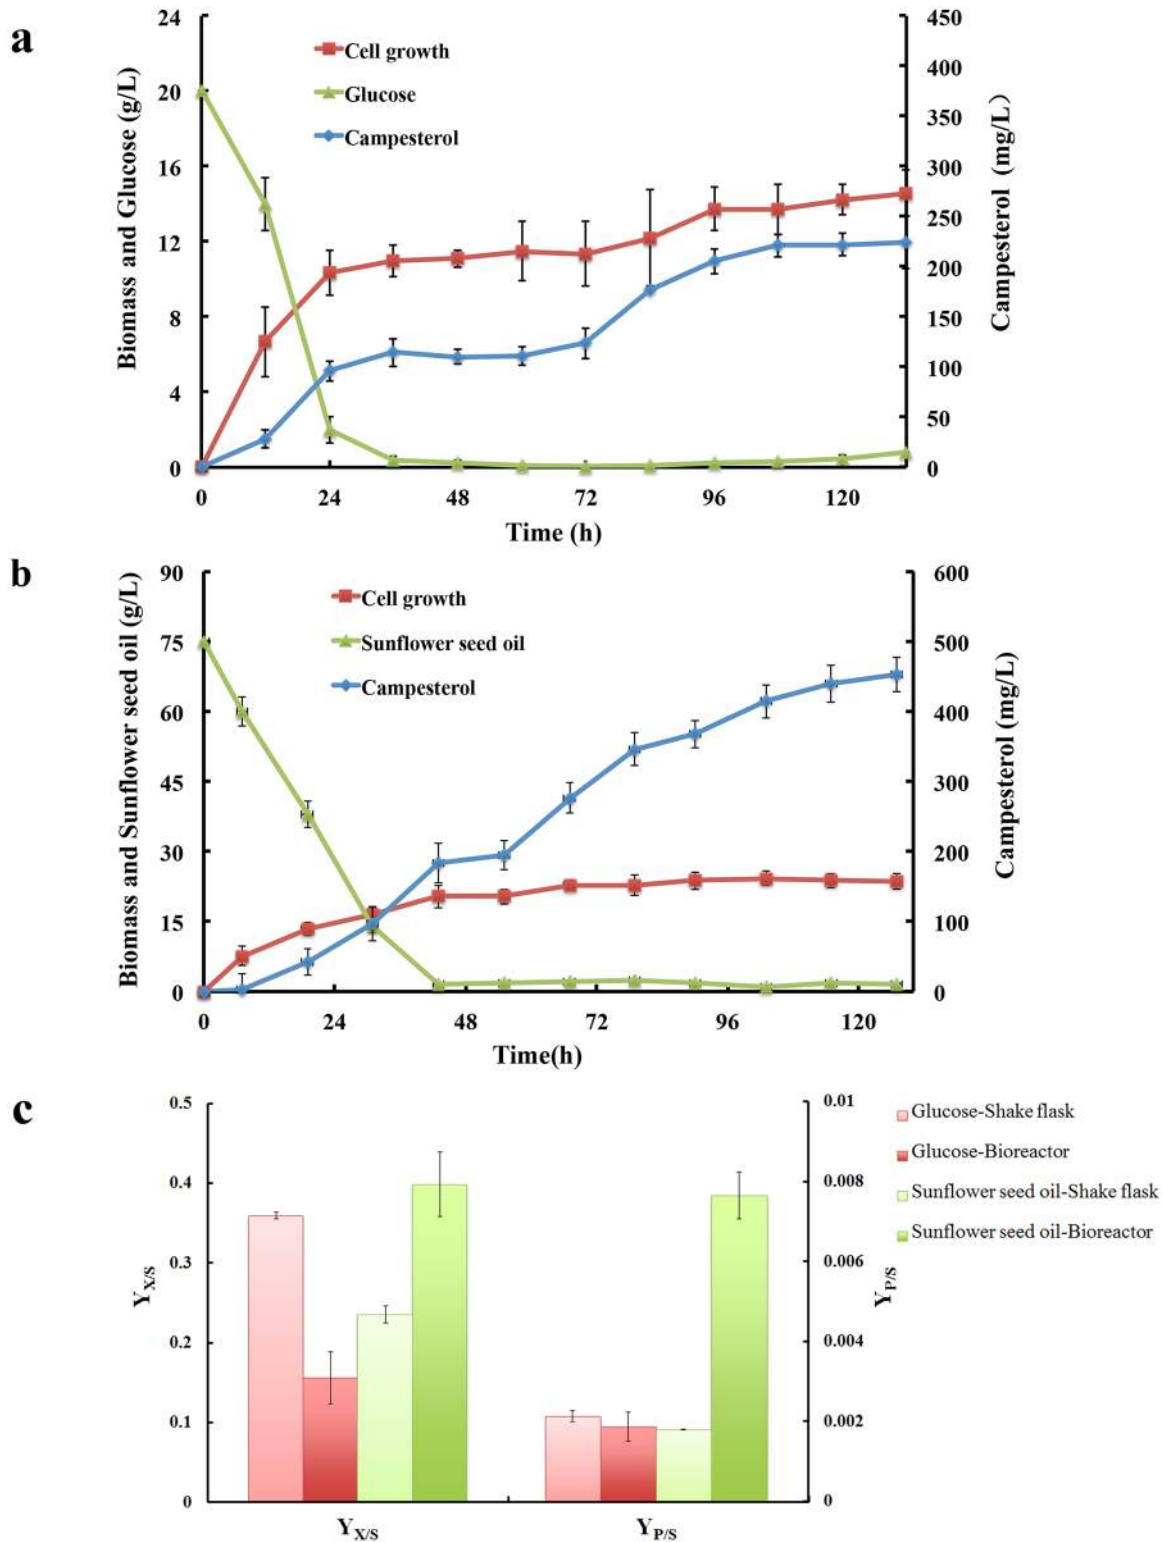 a
Biomass and Glucose (g/L)
24
20
16
12
8
4
0
Cell growth
Glucose
Campesterol
450
400
350
300
250
200
150
100
50
0
Campesterol (mg/L)
0 24 48 72 96 120
Time (h)
b
Biomass and Sunflower seed oil (g/L)
90
75
60
45
30
15
0
Cell growth
Sunflower seed oil
Campesterol
600
500
400
300
200
100
0
Campesterol (mg/L)
0 24 48 72 96 120
Time(h)
c
Y_X/S
0.5
0.4
0.3
0.2
0.1
0
0.01
0.008
0.006
0.004
0.002
0
Y_P/S
Glucose-Shake flask
Glucose-Bioreactor
Sunflower seed oil-Shake flask
Sunflower seed oil-Bioreactor
Y_X/S Y_P/S